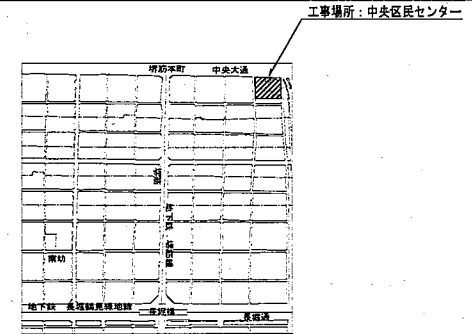 工事場所：中央区民センター
堺筋本町 中央大通
堺筋
地下鉄 堺筋線
南幼
地下鉄 長堀鶴見緑地線
長堀橋
長堀通